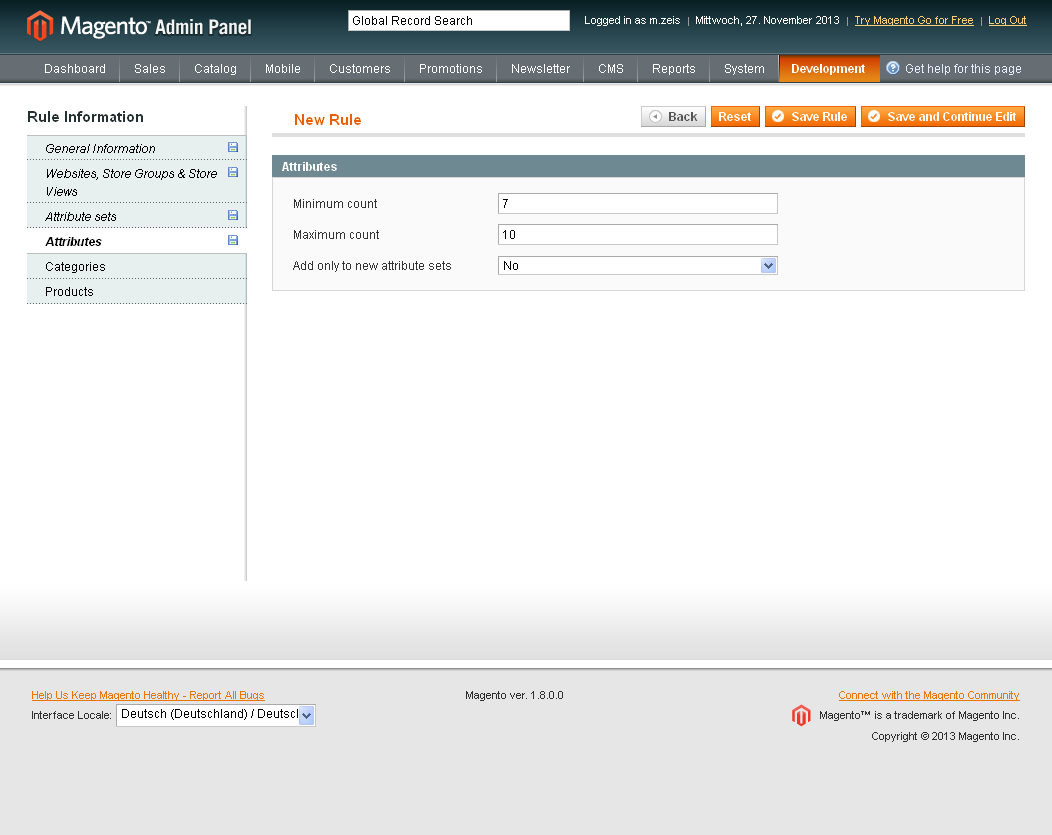 Magento™ Admin Panel
Global Record Search
Logged in as m.zeis | Mittwoch, 27. November 2013 | Try Magento Go for Free | Log Out
Dashboard Sales Catalog Mobile Customers Promotions Newsletter CMS Reports System Development Get help for this page
Rule Information
General Information
Websites, Store Groups & Store
Views
Attribute sets
Attributes
Categories
Products
New Rule
Back Reset Save Rule Save and Continue Edit
Attributes
Minimum count 7
Maximum count 10
Add only to new attribute sets No
Help Us Keep Magento Healthy - Report All Bugs
Interface Locale: Deutsch (Deutschland) / Deutscl
Magento ver. 1.8.0.0
Connect with the Magento Community
Magento™ is a trademark of Magento Inc.
Copyright © 2013 Magento Inc.